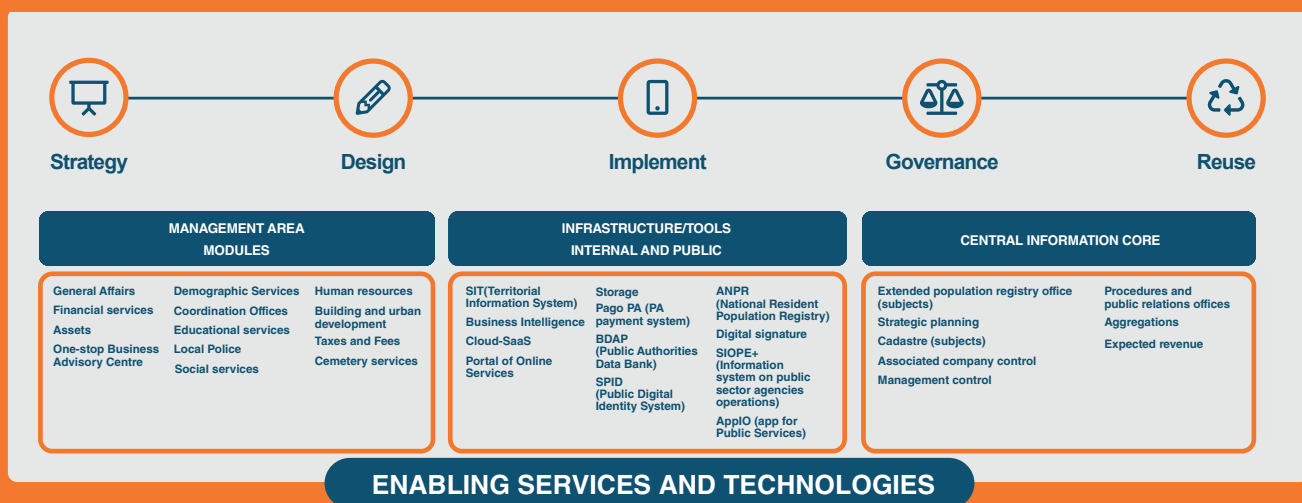 Strategy
Design
Implement
Governance
Reuse
MANAGEMENT AREA
MODULES
General Affairs
Financial services
Assets
One-stop Business
Advisory Centre
Demographic Services
Coordination Offices
Educational services
Local Police
Social services
Human resources
Building and urban
development
Taxes and Fees
Cemetery services
INFRASTRUCTURE/TOOLS
INTERNAL AND PUBLIC
SIT(Territorial
Information System)
Business Intelligence
Cloud-SaaS
Portal of Online
Services
Storage
Pago PA (PA
payment system)
BDAP
(Public Authorities
Data Bank)
SPID
(Public Digital
Identity System)
ANPR
(National Resident
Population Registry)
Digital signature
SIOPE+
(Information
system on public
sector agencies
operations)
AppIO (app for
Public Services)
CENTRAL INFORMATION CORE
Extended population registry office
(subjects)
Strategic planning
Cadastre (subjects)
Associated company control
Management control
Procedures and
public relations offices
Aggregations
Expected revenue
ENABLING SERVICES AND TECHNOLOGIES